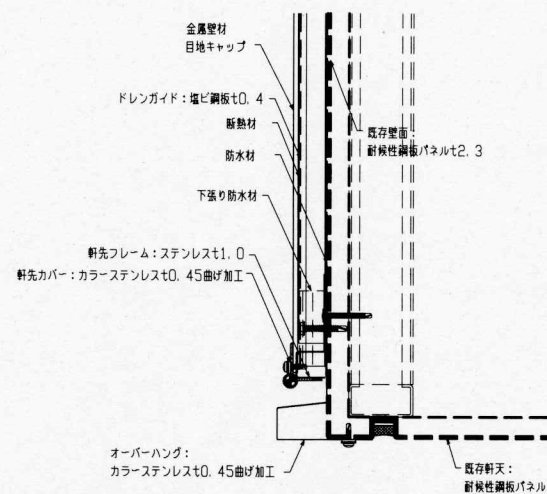 金属壁材
目地キャップ
ドレンガイド：塩ビ鋼板t0.4
断熱材
既存壁面：
耐候性鋼板パネルt2.3
防水材
下張り防水材
軒先フレーム：ステンレスt1.0
軒先カバー：カラーステンレスt0.45曲げ加工
オーバーハング：
カラーステンレスt0.45曲げ加工
既存軒天：
耐候性鋼板パネル